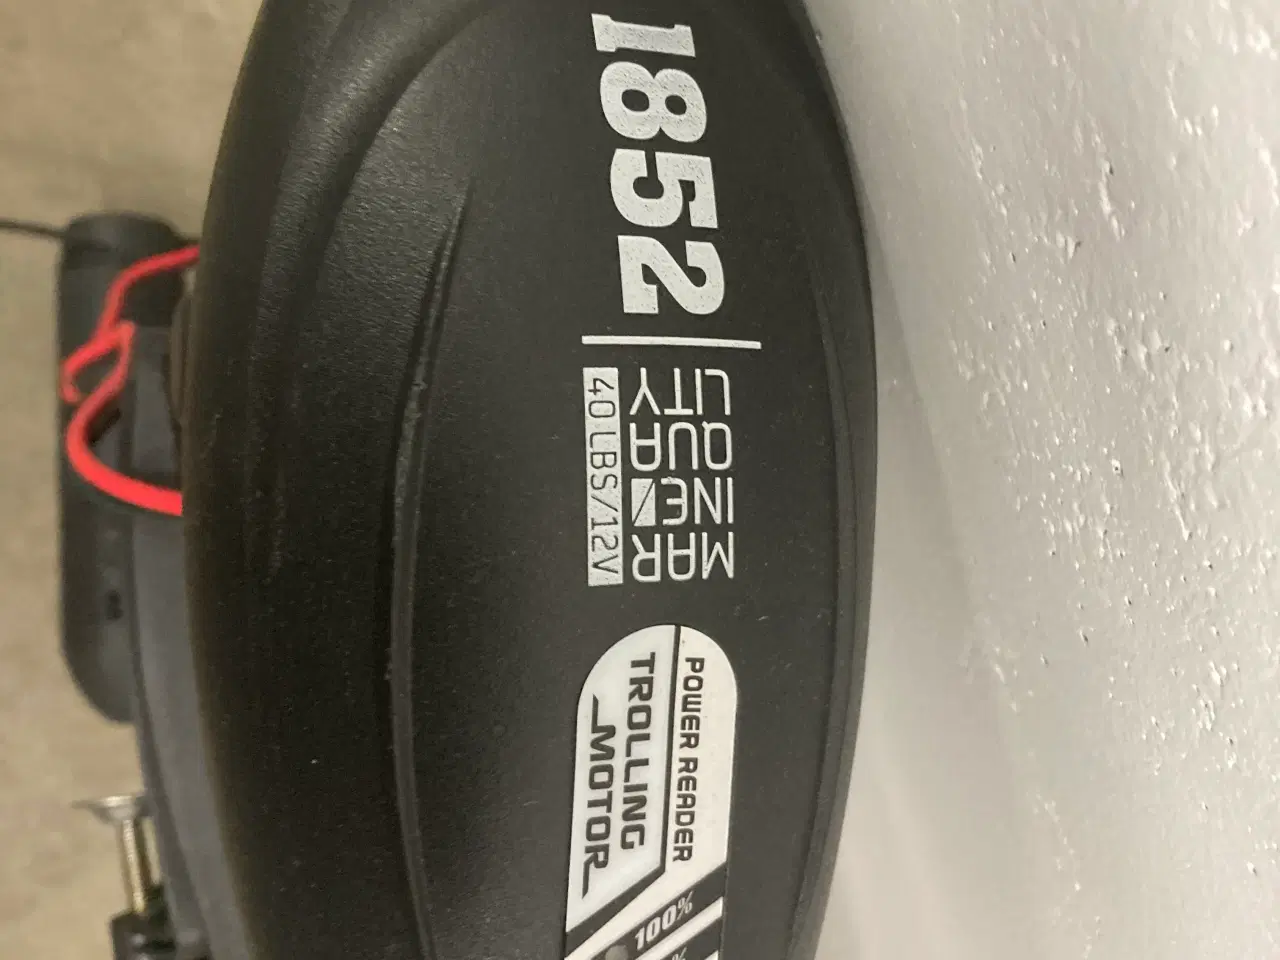 1852
MAR
INE
QUA
LITY
40 LBS/12V
POWER READER
TROLLING
MOTOR
100%